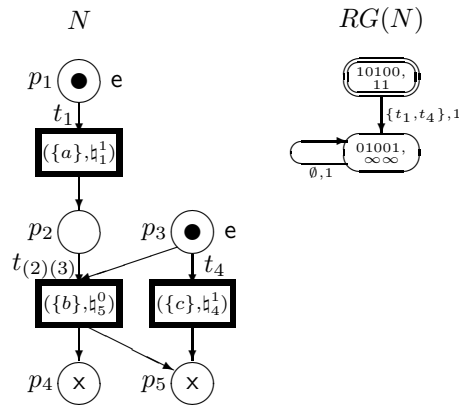 N RG(N)
p₁ e
10100,
11
t₁
{t₁,t₄},1
({a},♮₁¹)
01001,
∞∞
∅,1
p₂ p₃ e
t₍₂₎₍₃₎ t₄
({b},♮₅⁰) ({c},♮₄¹)
p₄ x p₅ x